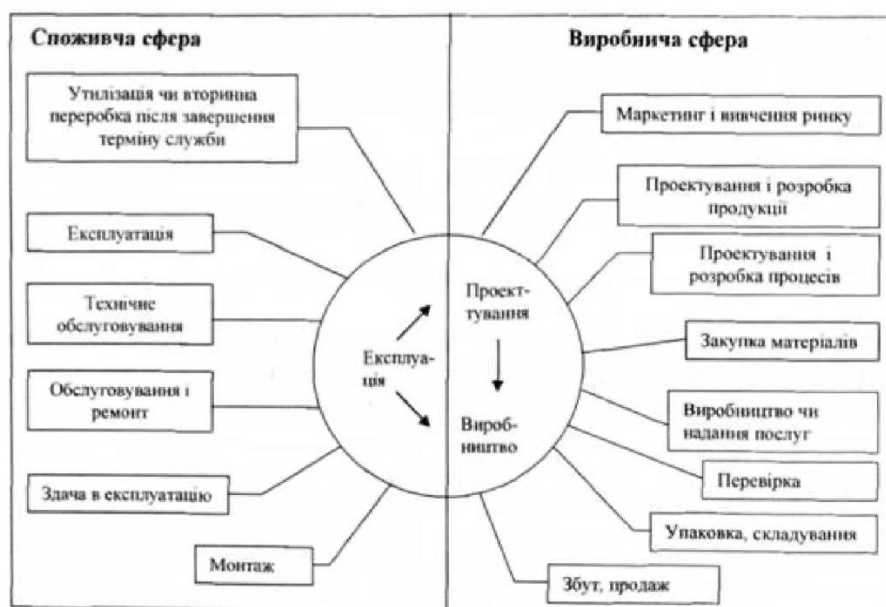 Споживча сфера
Утилізація чи вторинна
переробка після завершення
терміну служби
Експлуатація
Технічне
обслуговування
Обслуговування і
ремонт
Здача в експлуатацію
Монтаж
Експлуа-
ація
Проект-
тування
Вироб-
ництво
Виробнича сфера
Маркетинг і вивчення ринку
Проектування і розробка
продукції
Проектування і
розробка процесів
Закупка матеріалів
Виробництво чи
надання послуг
Перевірка
Упаковка, складування
Збут, продаж